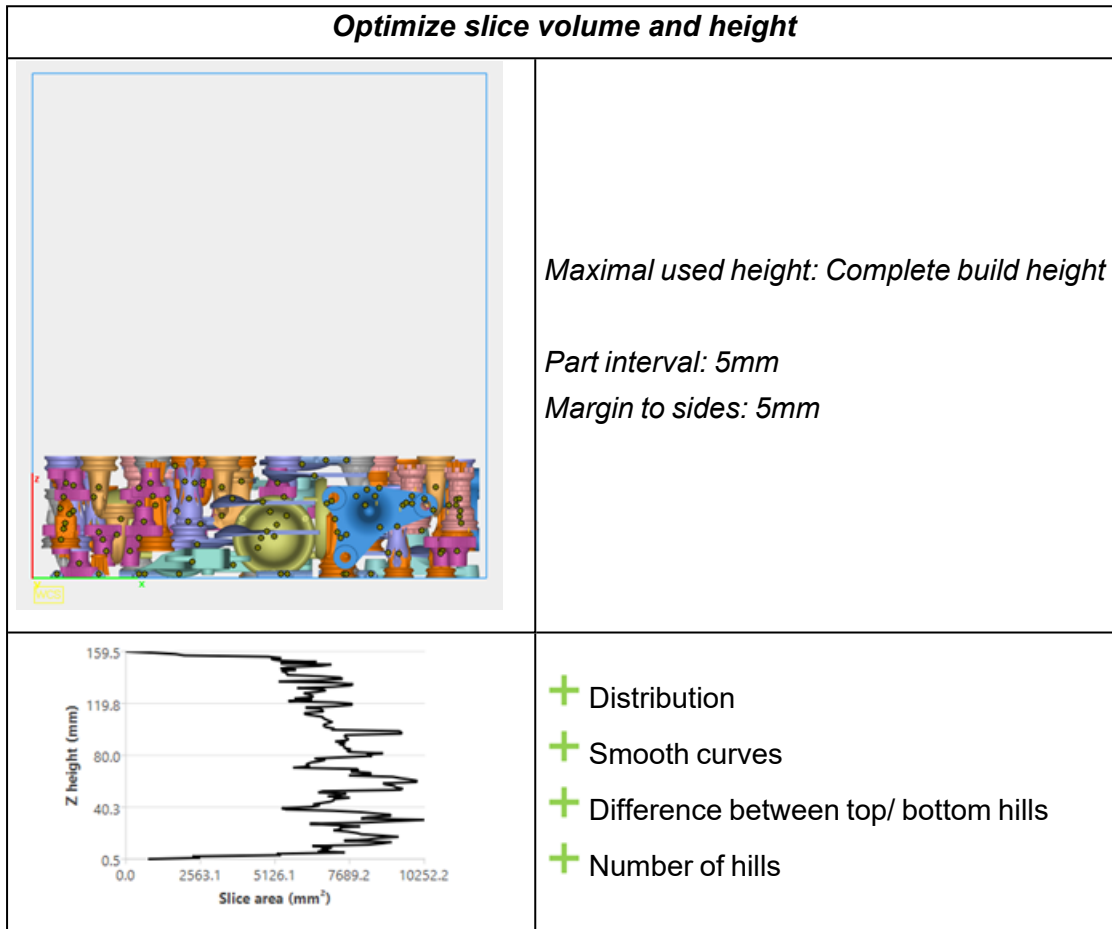 Optimize slice volume and height
Maximal used height: Complete build height
Part interval: 5mm
Margin to sides: 5mm
z
x
WCS
159.5
119.8
80.0
40.3
0.5
Z height (mm)
0.0 2563.1 5126.1 7689.2 10252.2
Slice area (mm²)
Distribution
Smooth curves
Difference between top/ bottom hills
Number of hills